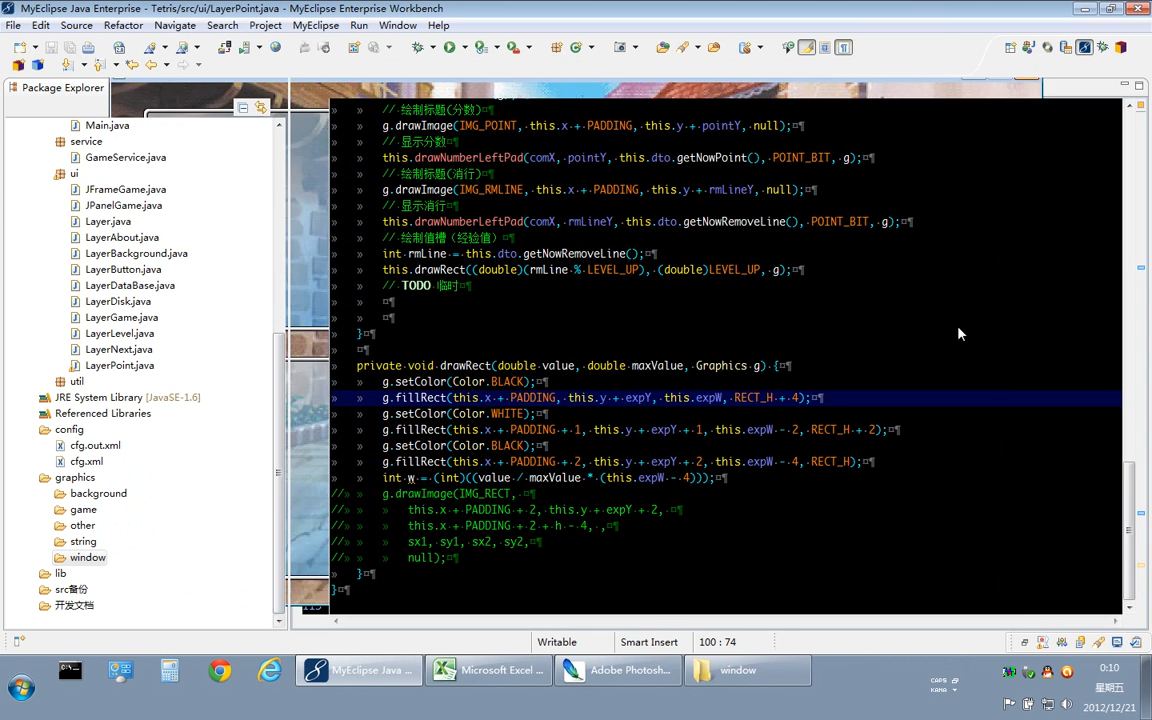 MyEclipse Java Enterprise - Tetris/src/ui/LayerPoint.java - MyEclipse Enterprise Workbench
File Edit Source Refactor Navigate Search Project MyEclipse Run Window Help
Package Explorer
Main.java
service
GameService.java
ui
JFrameGame.java
JPanelGame.java
Layer.java
LayerAbout.java
LayerBackground.java
LayerButton.java
LayerDataBase.java
LayerDisk.java
LayerGame.java
LayerLevel.java
LayerNext.java
LayerPoint.java
util
JRE System Library [JavaSE-1.6]
Referenced Libraries
config
cfg.out.xml
cfg.xml
graphics
background
game
other
string
window
lib
src备份
开发文档
// 绘制标题(分数)
g.drawImage(IMG_POINT, this.x + PADDING, this.y + pointY, null);
// 显示分数
this.drawNumberLeftPad(comX, pointY, this.dto.getNowPoint(), POINT_BIT, g);
// 绘制标题(消行)
g.drawImage(IMG_RMLINE, this.x + PADDING, this.y + rmLineY, null);
// 显示消行
this.drawNumberLeftPad(comX, rmLineY, this.dto.getNowRemoveLine(), POINT_BIT, g);
// 绘制值槽（经验值）
int rmLine = this.dto.getNowRemoveLine();
this.drawRect((double)(rmLine % LEVEL_UP), (double)LEVEL_UP, g);
// TODO 临时
}
private void drawRect(double value, double maxValue, Graphics g) {
g.setColor(Color.BLACK);
g.fillRect(this.x + PADDING, this.y + expY, this.expW, RECT_H + 4);
g.setColor(Color.WHITE);
g.fillRect(this.x + PADDING + 1, this.y + expY + 1, this.expW - 2, RECT_H + 2);
g.setColor(Color.BLACK);
g.fillRect(this.x + PADDING + 2, this.y + expY + 2, this.expW - 4, RECT_H);
int w = (int)((value / maxValue * (this.expW - 4)));
// g.drawImage(IMG_RECT,
// this.x + PADDING + 2, this.y + expY + 2,
// this.x + PADDING + 2 + h - 4, ,
// sx1, sy1, sx2, sy2,
// null);
}
}
Writable Smart Insert 100 : 74
MyEclipse Java ... Microsoft Excel ... Adobe Photosh... window
CAPS
KANA
0:10
星期五
2012/12/21